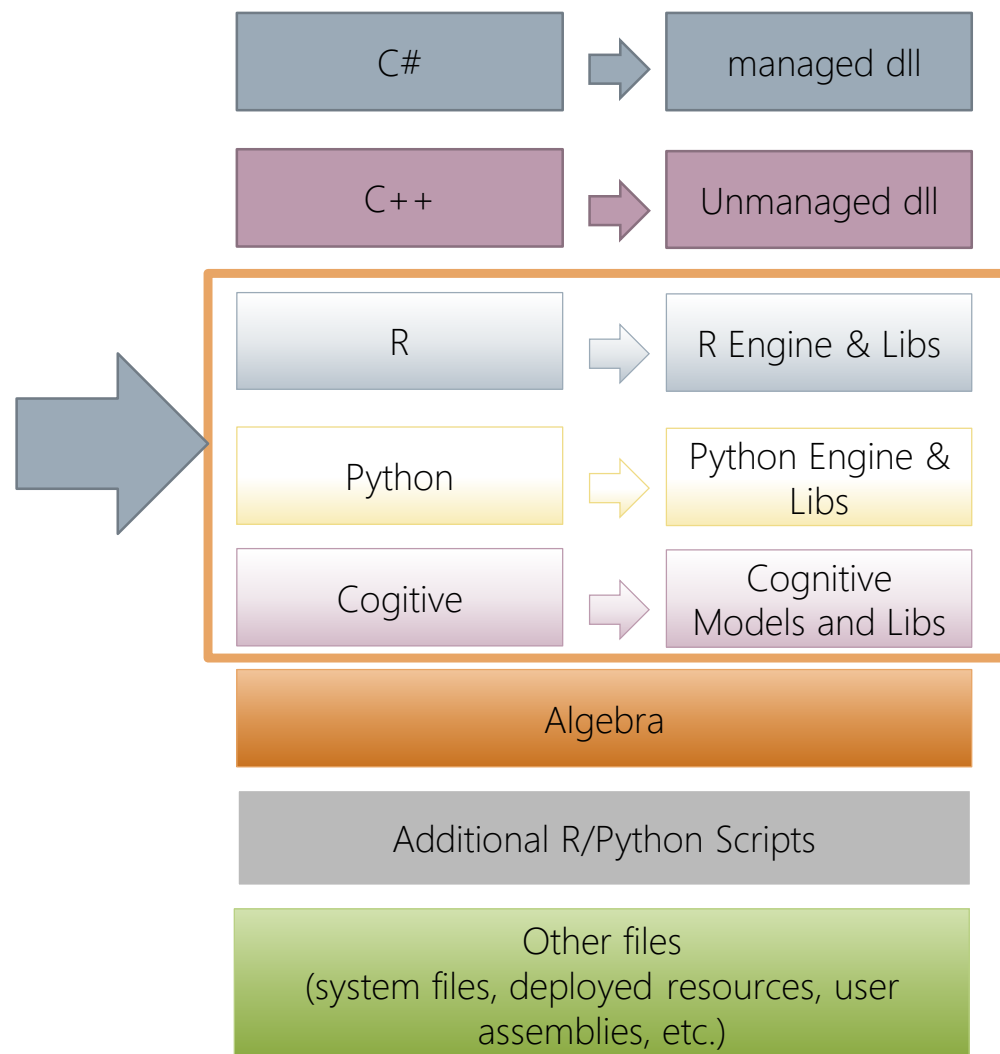 C#
managed dll
C++
Unmanaged dll
R
R Engine & Libs
Python
Python Engine &
Libs
Cogitive
Cognitive
Models and Libs
Algebra
Additional R/Python Scripts
Other files
(system files, deployed resources, user
assemblies, etc.)